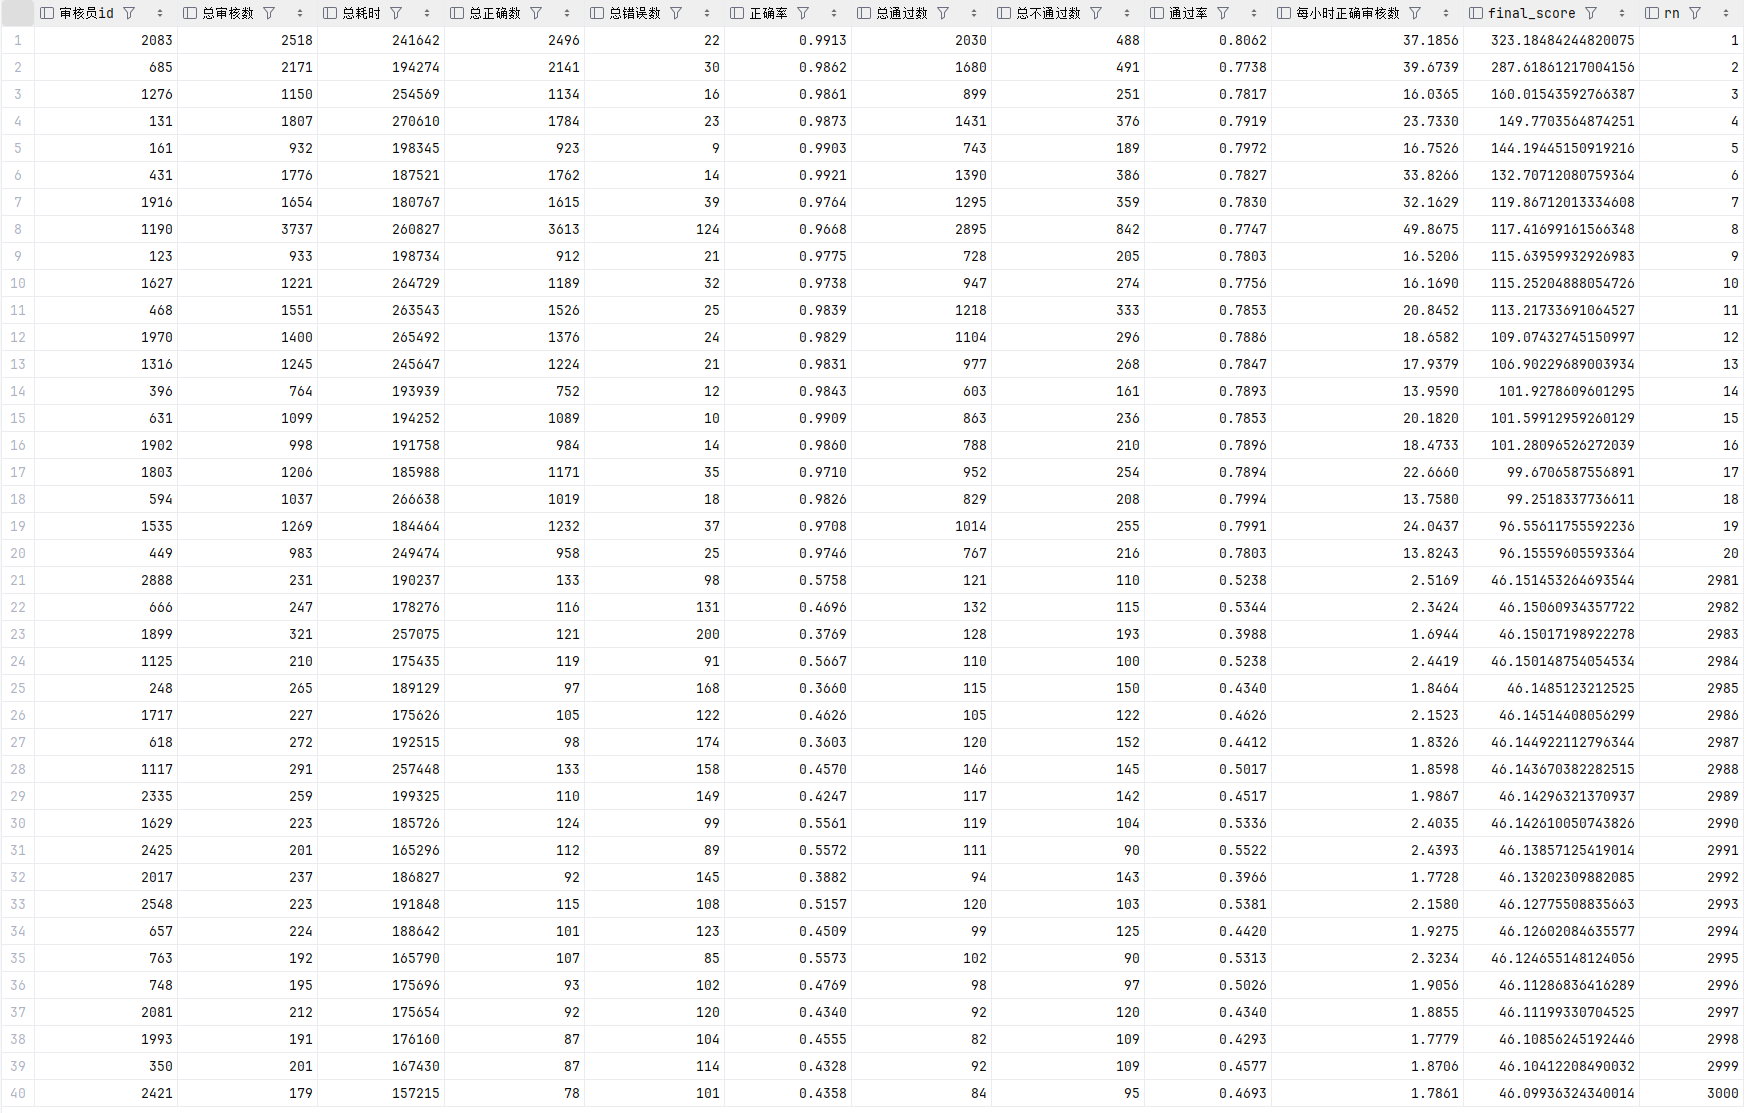 审核员id 总审核数 总耗时 总正确数 总错误数 正确率 总通过数 总不通过数 通过率 每小时正确审核数 final_score rn
1 2083 2518 241642 2496 22 0.9913 2030 488 0.8062 37.1856 323.18484244820075 1
2 685 2171 194274 2141 30 0.9862 1680 491 0.7738 39.6739 287.61861217004156 2
3 1276 1150 254569 1134 16 0.9861 899 251 0.7817 16.0365 160.01543592766387 3
4 131 1807 270610 1784 23 0.9873 1431 376 0.7919 23.7330 149.7703564874251 4
5 161 932 198345 923 9 0.9903 743 189 0.7972 16.7526 144.19445150919216 5
6 431 1776 187521 1762 14 0.9921 1390 386 0.7827 33.8266 132.70712080759364 6
7 1916 1654 180767 1615 39 0.9764 1295 359 0.7830 32.1629 119.86712013334608 7
8 1190 3737 260827 3613 124 0.9668 2895 842 0.7747 49.8675 117.41699161566348 8
9 123 933 198734 912 21 0.9775 728 205 0.7803 16.5206 115.63959932926983 9
10 1627 1221 264729 1189 32 0.9738 947 274 0.7756 16.1690 115.25204888054726 10
11 468 1551 263543 1526 25 0.9839 1218 333 0.7853 20.8452 113.21733691064527 11
12 1970 1400 265492 1376 24 0.9829 1104 296 0.7886 18.6582 109.07432745150997 12
13 1316 1245 245647 1224 21 0.9831 977 268 0.7847 17.9379 106.90229689003934 13
14 396 764 193939 752 12 0.9843 603 161 0.7893 13.9590 101.9278609601295 14
15 631 1099 194252 1089 10 0.9909 863 236 0.7853 20.1820 101.59912959260129 15
16 1902 998 191758 984 14 0.9860 788 210 0.7896 18.4733 101.28096526272039 16
17 1803 1206 185988 1171 35 0.9710 952 254 0.7894 22.6660 99.6706587556891 17
18 594 1037 266638 1019 18 0.9826 829 208 0.7994 13.7580 99.2518337736611 18
19 1535 1269 184464 1232 37 0.9708 1014 255 0.7991 24.0437 96.55611755592236 19
20 449 983 249474 958 25 0.9746 767 216 0.7803 13.8243 96.15559605593364 20
21 2888 231 190237 133 98 0.5758 121 110 0.5238 2.5169 46.151453264693544 2981
22 666 247 178276 116 131 0.4696 132 115 0.5344 2.3424 46.15060934357722 2982
23 1899 321 257075 121 200 0.3769 128 193 0.3988 1.6944 46.15017198922278 2983
24 1125 210 175435 119 91 0.5667 110 100 0.5238 2.4419 46.150148754054534 2984
25 248 265 189129 97 168 0.3660 115 150 0.4340 1.8464 46.1485123212525 2985
26 1717 227 175626 105 122 0.4626 105 122 0.4626 2.1523 46.14514408056299 2986
27 618 272 192515 98 174 0.3603 120 152 0.4412 1.8326 46.144922112796344 2987
28 1117 291 257448 133 158 0.4570 146 145 0.5017 1.8598 46.143670382282515 2988
29 2335 259 199325 110 149 0.4247 117 142 0.4517 1.9867 46.14296321370937 2989
30 1629 223 185726 124 99 0.5561 119 104 0.5336 2.4035 46.142610050743826 2990
31 2425 201 165296 112 89 0.5572 111 90 0.5522 2.4393 46.13857125419014 2991
32 2017 237 186827 92 145 0.3882 94 143 0.3966 1.7728 46.13202309882085 2992
33 2548 223 191848 115 108 0.5157 120 103 0.5381 2.1580 46.12775508835663 2993
34 657 224 188642 101 123 0.4509 99 125 0.4420 1.9275 46.12602084635577 2994
35 763 192 165790 107 85 0.5573 102 90 0.5313 2.3234 46.124655148124056 2995
36 748 195 175696 93 102 0.4769 98 97 0.5026 1.9056 46.11286836416289 2996
37 2081 212 175654 92 120 0.4340 92 120 0.4340 1.8855 46.11199330704525 2997
38 1993 191 176160 87 104 0.4555 82 109 0.4293 1.7779 46.10856245192446 2998
39 350 201 167430 87 114 0.4328 92 109 0.4577 1.8706 46.10412208490032 2999
40 2421 179 157215 78 101 0.4358 84 95 0.4693 1.7861 46.09936324340014 3000